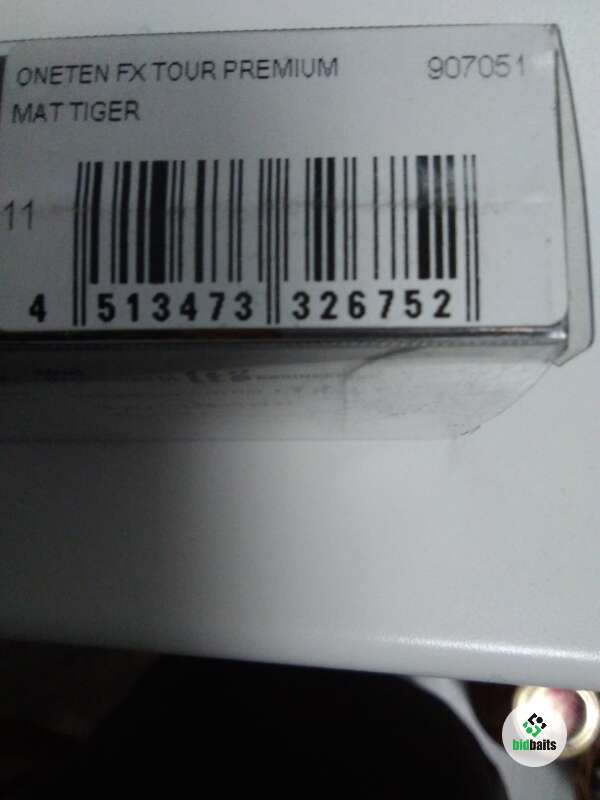 ONETEN FX TOUR PREMIUM 907051
MAT TIGER
11
4 513473 326752
bidbaits